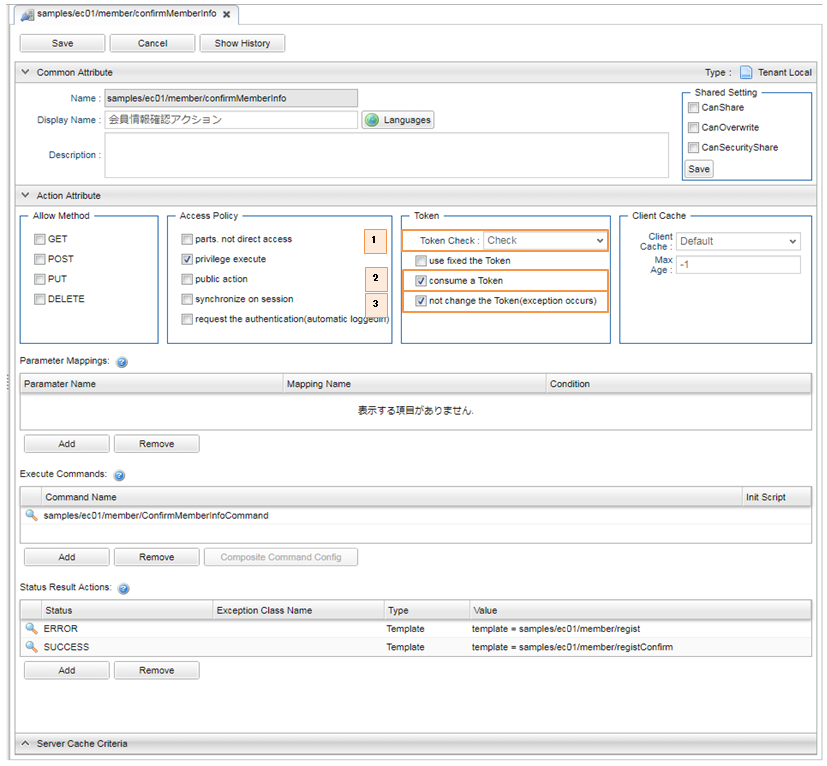 samples/ec01/member/confirmMemberInfo
Save Cancel Show History
Common Attribute Type : Tenant Local
Name : samples/ec01/member/confirmMemberInfo
Display Name : 会員情報確認アクション Languages
Description :
Shared Setting
CanShare
CanOverwrite
CanSecurityShare
Save
Action Attribute
Allow Method
GET
POST
PUT
DELETE
Access Policy
parts. not direct access
privilege execute
public action
synchronize on session
request the authentication(automatic loggedin)
1
2
3
Token
Token Check : Check
use fixed the Token
consume a Token
not change the Token(exception occurs)
Client Cache
Client Cache : Default
Max Age : -1
Parameter Mappings:
Paramater Name Mapping Name Condition
表示する項目がありません.
Add Remove
Execute Commands:
Command Name Init Script
samples/ec01/member/ConfirmMemberInfoCommand
Add Remove Composite Command Config
Status Result Actions:
Status Exception Class Name Type Value
ERROR Template template = samples/ec01/member/regist
SUCCESS Template template = samples/ec01/member/registConfirm
Add Remove
Server Cache Criteria